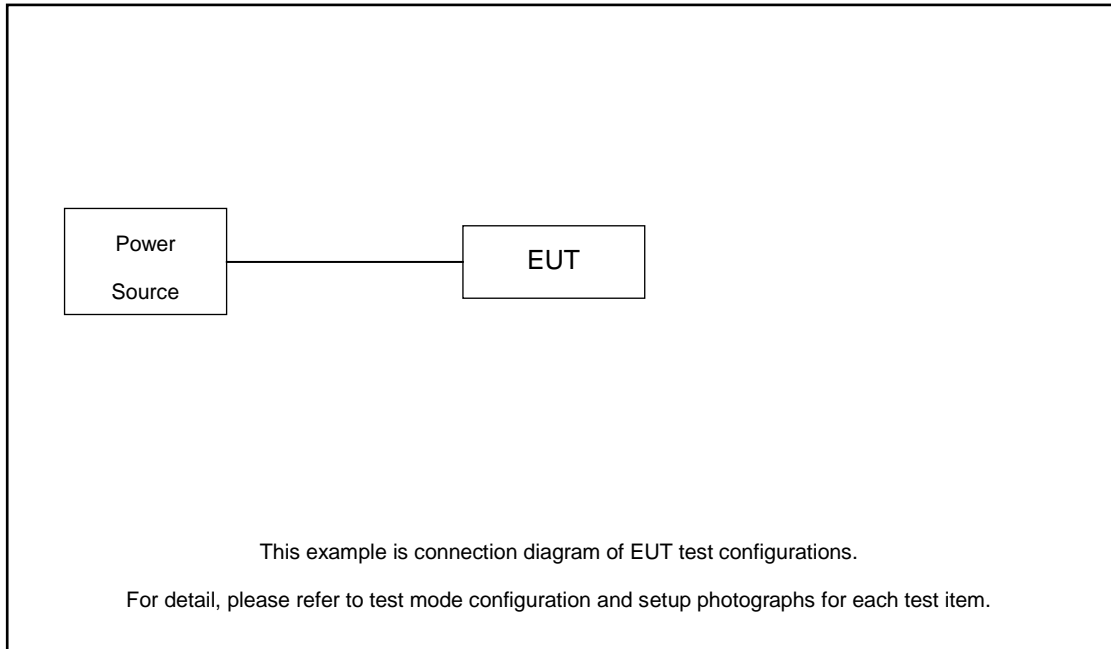 Power
Source
EUT
This example is connection diagram of EUT test configurations.
For detail, please refer to test mode configuration and setup photographs for each test item.